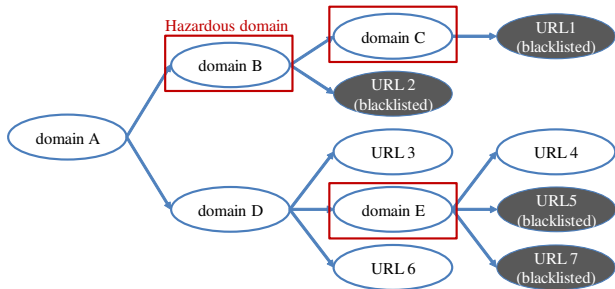 Hazardous domain
domain B
domain C
URL1
(blacklisted)
URL 2
(blacklisted)
domain A
URL 3
URL 4
domain D
domain E
URL5
(blacklisted)
URL 6
URL 7
(blacklisted)